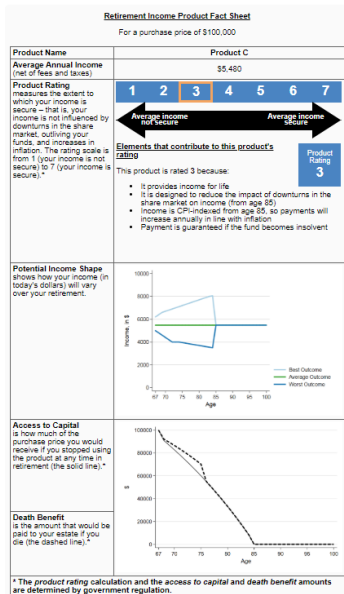 Retirement Income Product Fact Sheet
For a purchase price of $100,000
Product Name
Product C
Average Annual Income
(net of fees and taxes)
$5,480
Product Rating
measures the extent to
which your income is
secure – that is, your
income is not influenced by
downturns in the share
market, outliving your
funds, and increases in
inflation. The rating scale is
from 1 (your income is not
secure) to 7 (your income is
secure).*
1 2 3 4 5 6 7
Average income
not secure
Average income
secure
Elements that contribute to this product's
rating
Product
Rating
3
This product is rated 3 because:
• It provides income for life
• It is designed to reduce the impact of downturns in the
share market on income (from age 85)
• Income is CPI-indexed from age 85, so payments will
increase annually in line with inflation
• Payment is guaranteed if the fund becomes insolvent
Potential Income Shape
shows how your income (in
today's dollars) will vary
over your retirement.
10000
8000
6000
4000
2000
0
Income, in $
67 70 75 80 85 90 95 100
Age
Best Outcome
Average Outcome
Worst Outcome
Access to Capital
is how much of the
purchase price you would
receive if you stopped using
the product at any time in
retirement (the solid line).*
Death Benefit
is the amount that would be
paid to your estate if you
die (the dashed line).*
100000
80000
60000
40000
20000
0
$
67 70 75 80 85 90 95 100
Age
* The product rating calculation and the access to capital and death benefit amounts
are determined by government regulation.